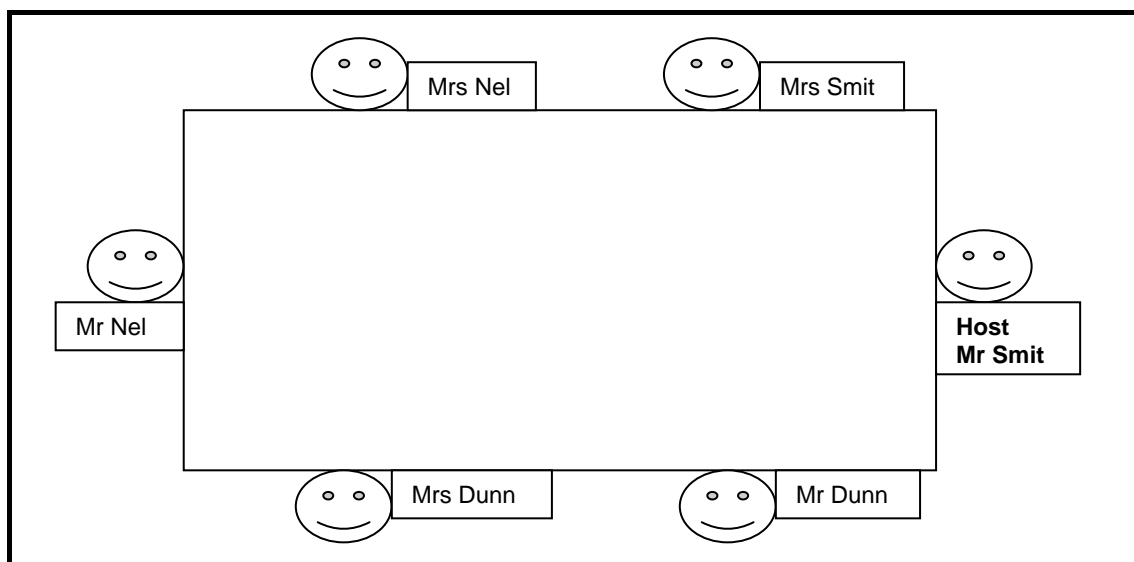 Mrs Nel
Mrs Smit
Mr Nel
Host
Mr Smit
Mrs Dunn
Mr Dunn